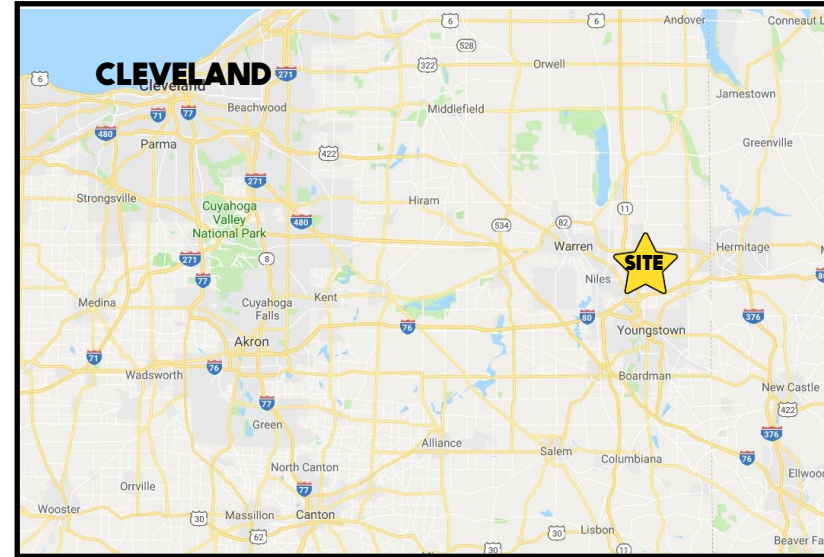 6
6
Andover
Conneaut L
528
CLEVELAND
Cleveland
271
322
Orwell
6
Jamestown
Beachwood
Middlefield
71
77
480
Parma
Greenville
422
271
Strongsville
Cuyahoga
Valley
National Park
Hiram
480
534
82
11
Warren
Hermitage
271
8
SITE
Niles
77
80
Medina
Cuyahoga
Falls
Kent
80
376
76
Youngstown
Akron
71
76
Wadsworth
Boardman
New Castle
77
422
Green
376
Alliance
Salem
Columbiana
76
North Canton
Ellwoo
77
Orrville
Wooster
30
Massillon
Canton
62
30
Lisbon
Beaver Fa
30
11